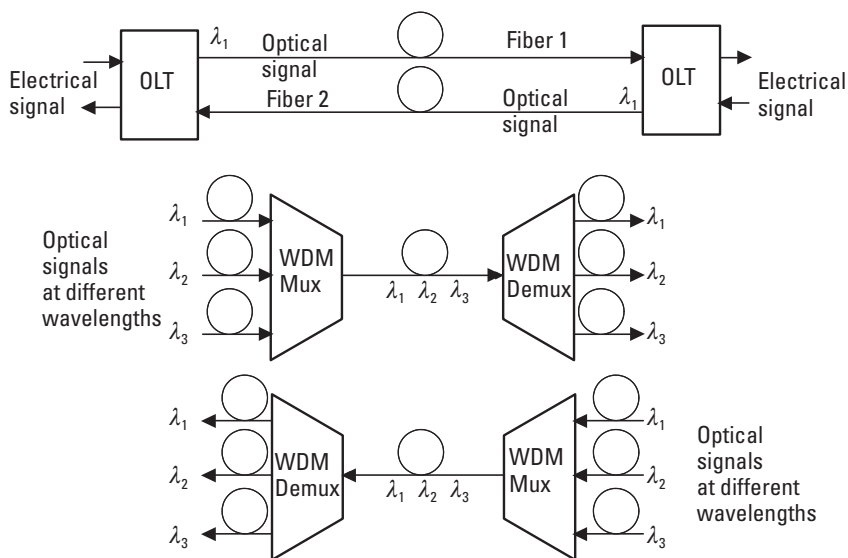 λ1
Optical
signal
Fiber 1
Electrical
signal
OLT
OLT
Electrical
signal
Fiber 2
Optical
signal
λ1
Optical
signals
at different
wavelengths
λ1
λ2
λ3
WDM
Mux
λ1 λ2 λ3
WDM
Demux
λ1
λ2
λ3
λ1
λ2
λ3
WDM
Demux
λ1 λ2 λ3
WDM
Mux
λ1
λ2
λ3
Optical
signals
at different
wavelengths